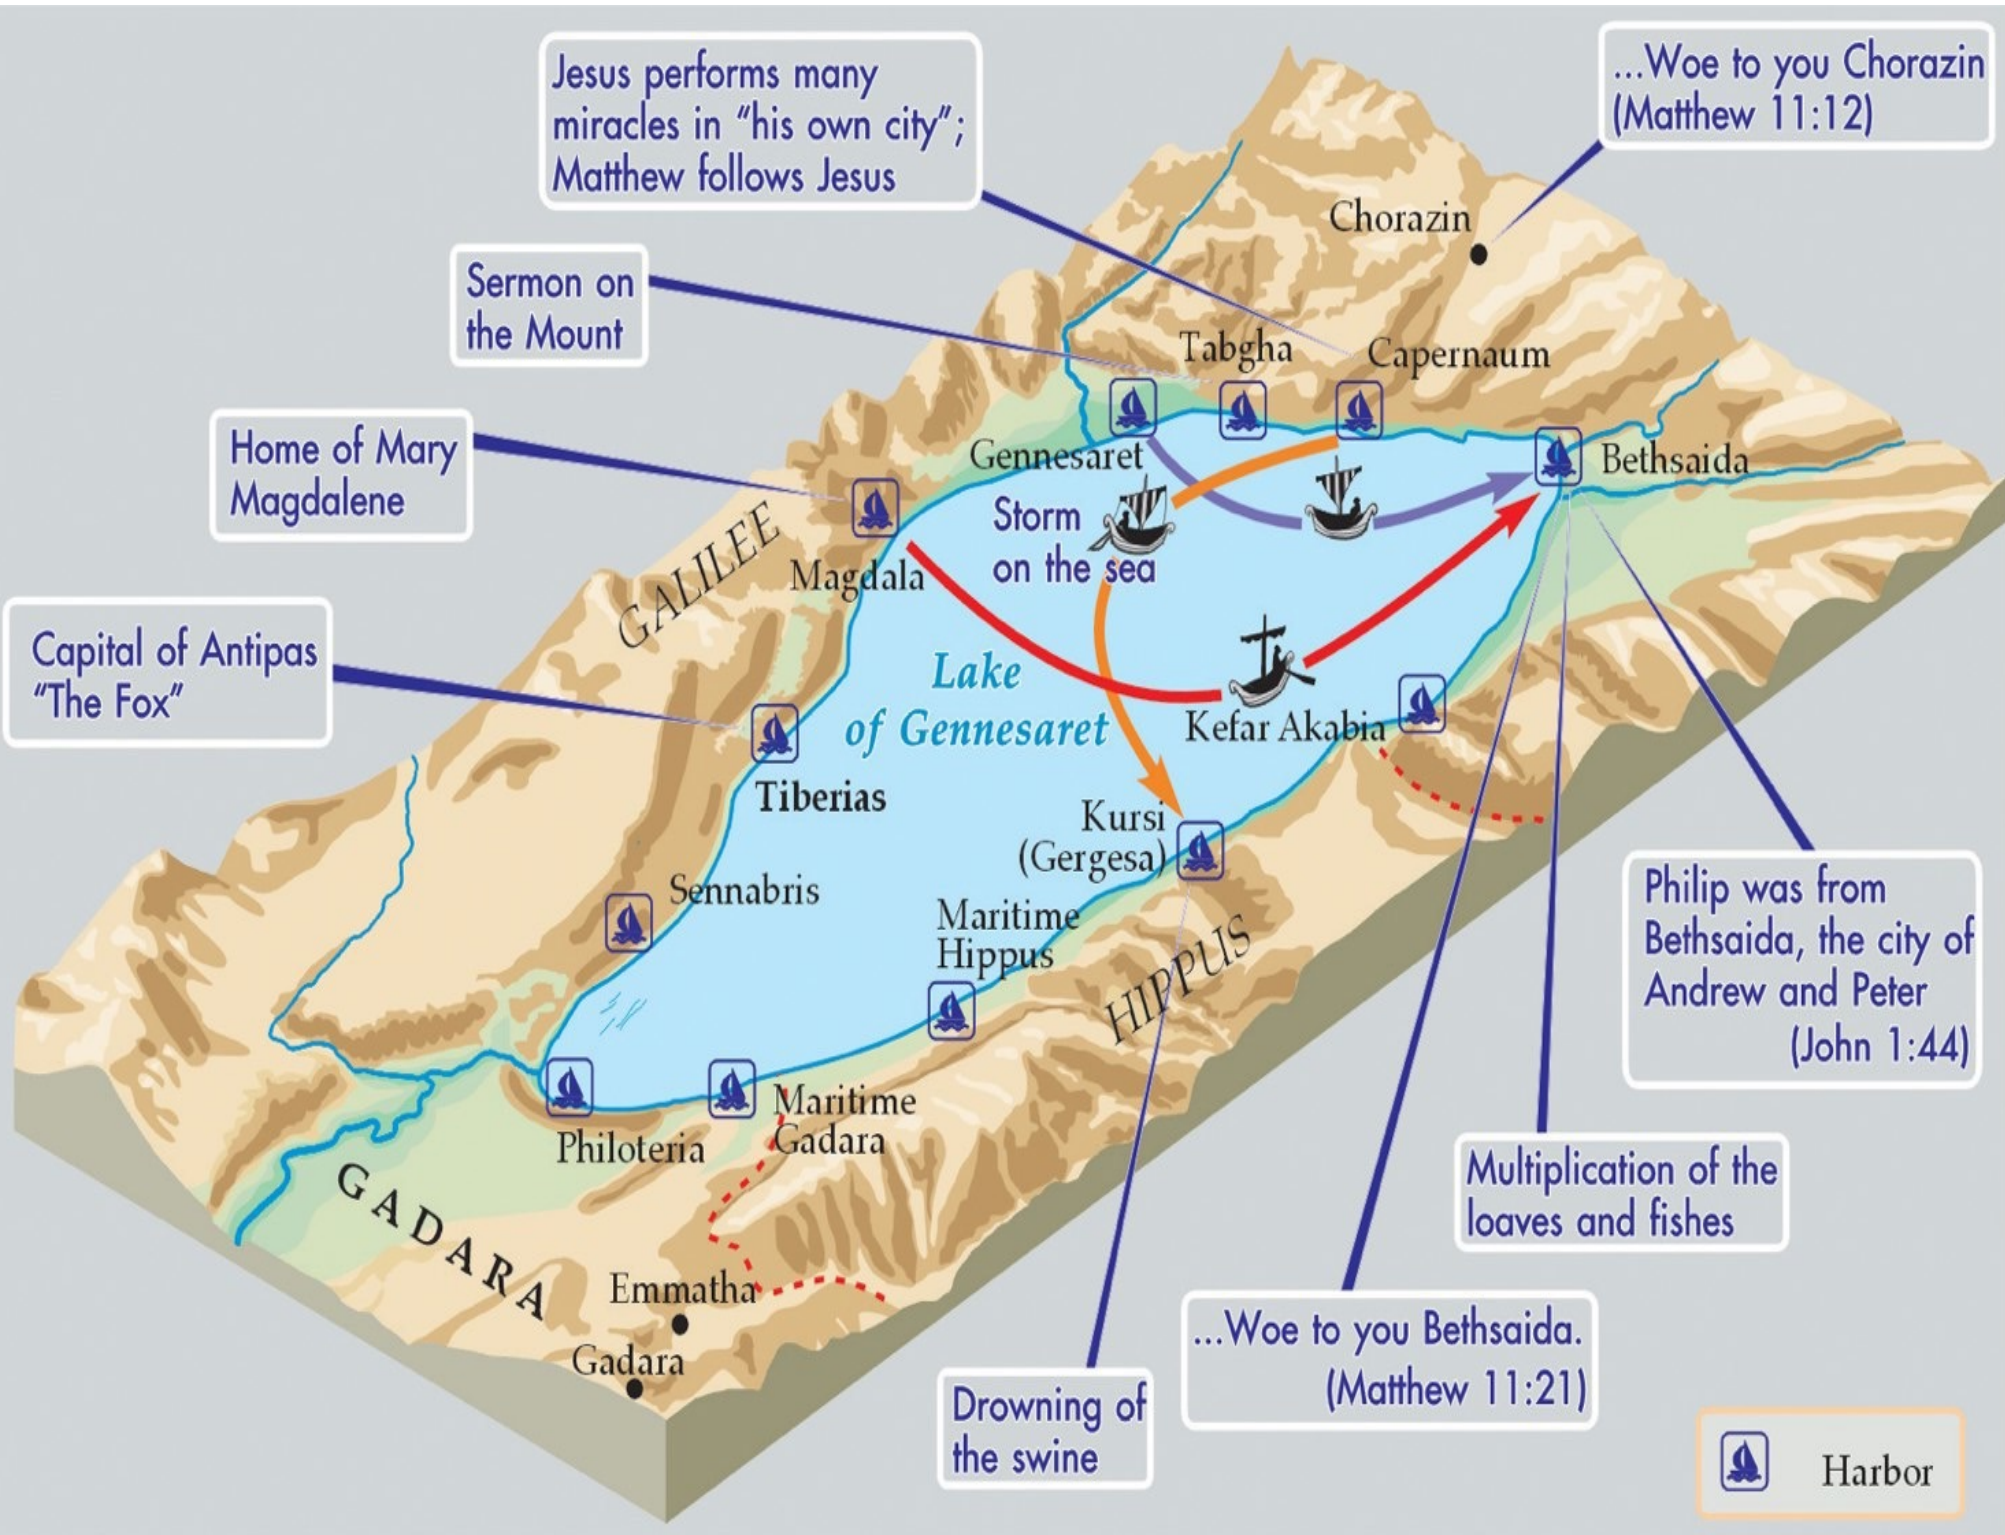 Jesus performs many
miracles in “his own city”;
Matthew follows Jesus
...Woe to you Chorazin
(Matthew 11:12)
Chorazin
Sermon on
the Mount
Tabgha
Capernaum
Home of Mary
Magdalene
Gennesaret
Bethsaida
Storm
on the sea
GALILEE
Magdala
Capital of Antipas
“The Fox”
Lake
of Gennesaret
Kefar Akabia
Tiberias
Kursi
(Gergesa)
Sennabris
Maritime
Hippus
HIPPUS
Philip was from
Bethsaida, the city of
Andrew and Peter
(John 1:44)
Maritime
Gadara
Philoteria
GADARA
Multiplication of the
loaves and fishes
Emmatha
Gadara
...Woe to you Bethsaida.
(Matthew 11:21)
Drowning of
the swine
Harbor